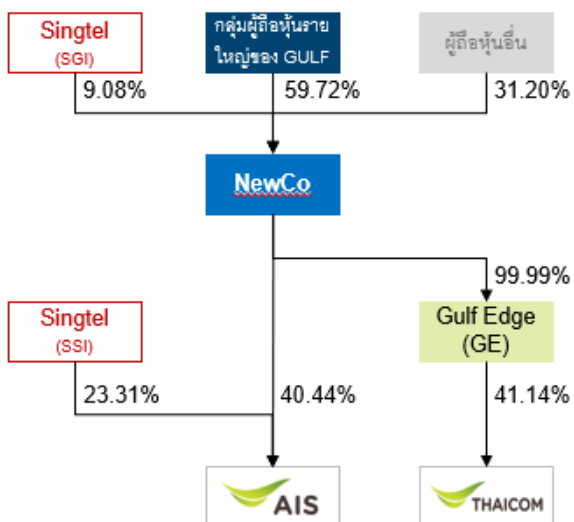 Singtel
(SGI)
กลุ่มผู้ถือหุ้นราย
ใหญ่ของ GULF
ผู้ถือหุ้นอื่น
9.08%
59.72%
31.20%
NewCo
99.99%
Singtel
(SSI)
Gulf Edge
(GE)
23.31%
40.44%
41.14%
AIS
THAICOM